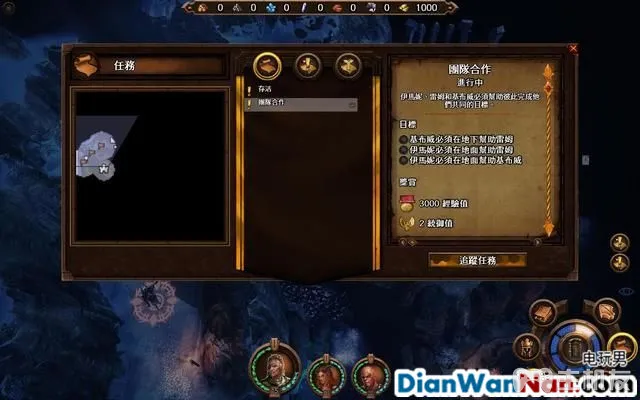 0 0 0 0 0 0 1000
任務
存活
團隊合作
團隊合作
進行中
伊馬妮、雷姆和基布威必須幫助彼此完成他
們共同的目標。
目標
基布威必須在地下幫助雷姆
伊馬妮必須在地面幫助雷姆
伊馬妮必須在地面幫助基布威
獎賞
3000 經驗值
2 統御值
追蹤任務
电玩男
DianWanNan.com